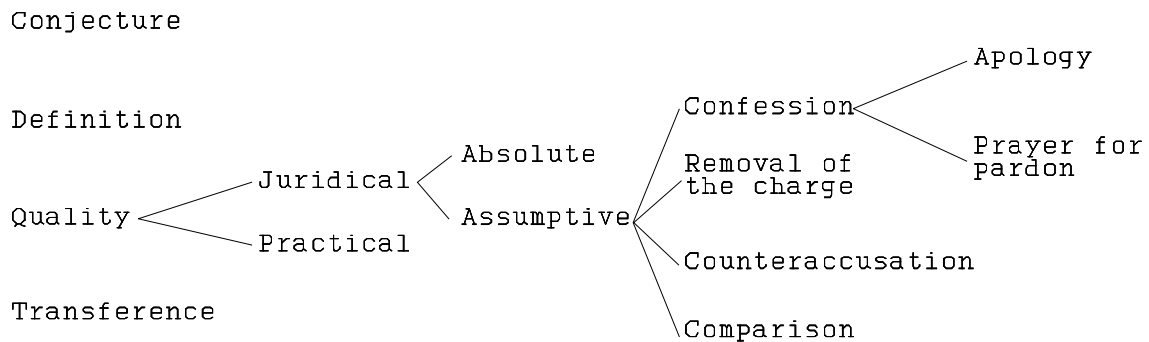 Conjecture
Definition
Quality
Transference
Juridical
Practical
Absolute
Assumptive
Confession
Removal of
the charge
Counteraccusation
Comparison
Apology
Prayer for
pardon